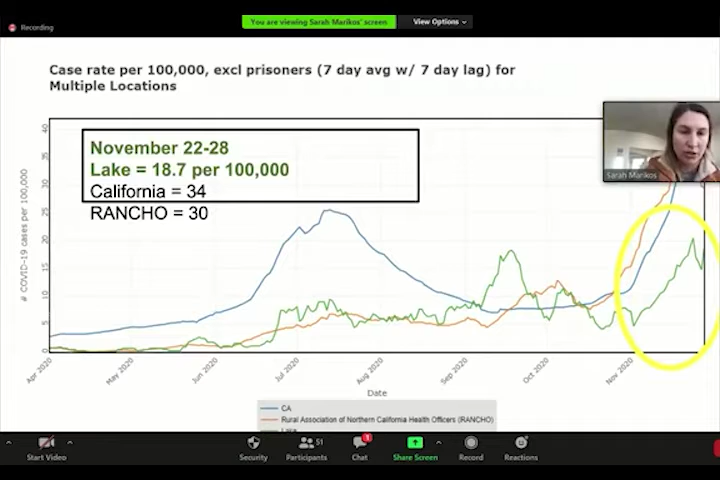 Recording
You are viewing Sarah Marikos' screen
View Options
Case rate per 100,000, excl prisoners (7 day avg w/ 7 day lag) for
Multiple Locations
November 22-28
Lake = 18.7 per 100,000
California = 34
RANCHO = 30
Sarah Marikos
# COVID-19 cases per 100,000
40
35
30
25
20
15
10
5
0
Apr 2020
May 2020
Jun 2020
Jul 2020
Aug 2020
Sep 2020
Oct 2020
Nov 2020
Date
CA
Rural Association of Northern California Health Officers (RANCHO)
Lake
Start Video
Security
Participants
51
Chat
1
Share Screen
Record
Reactions